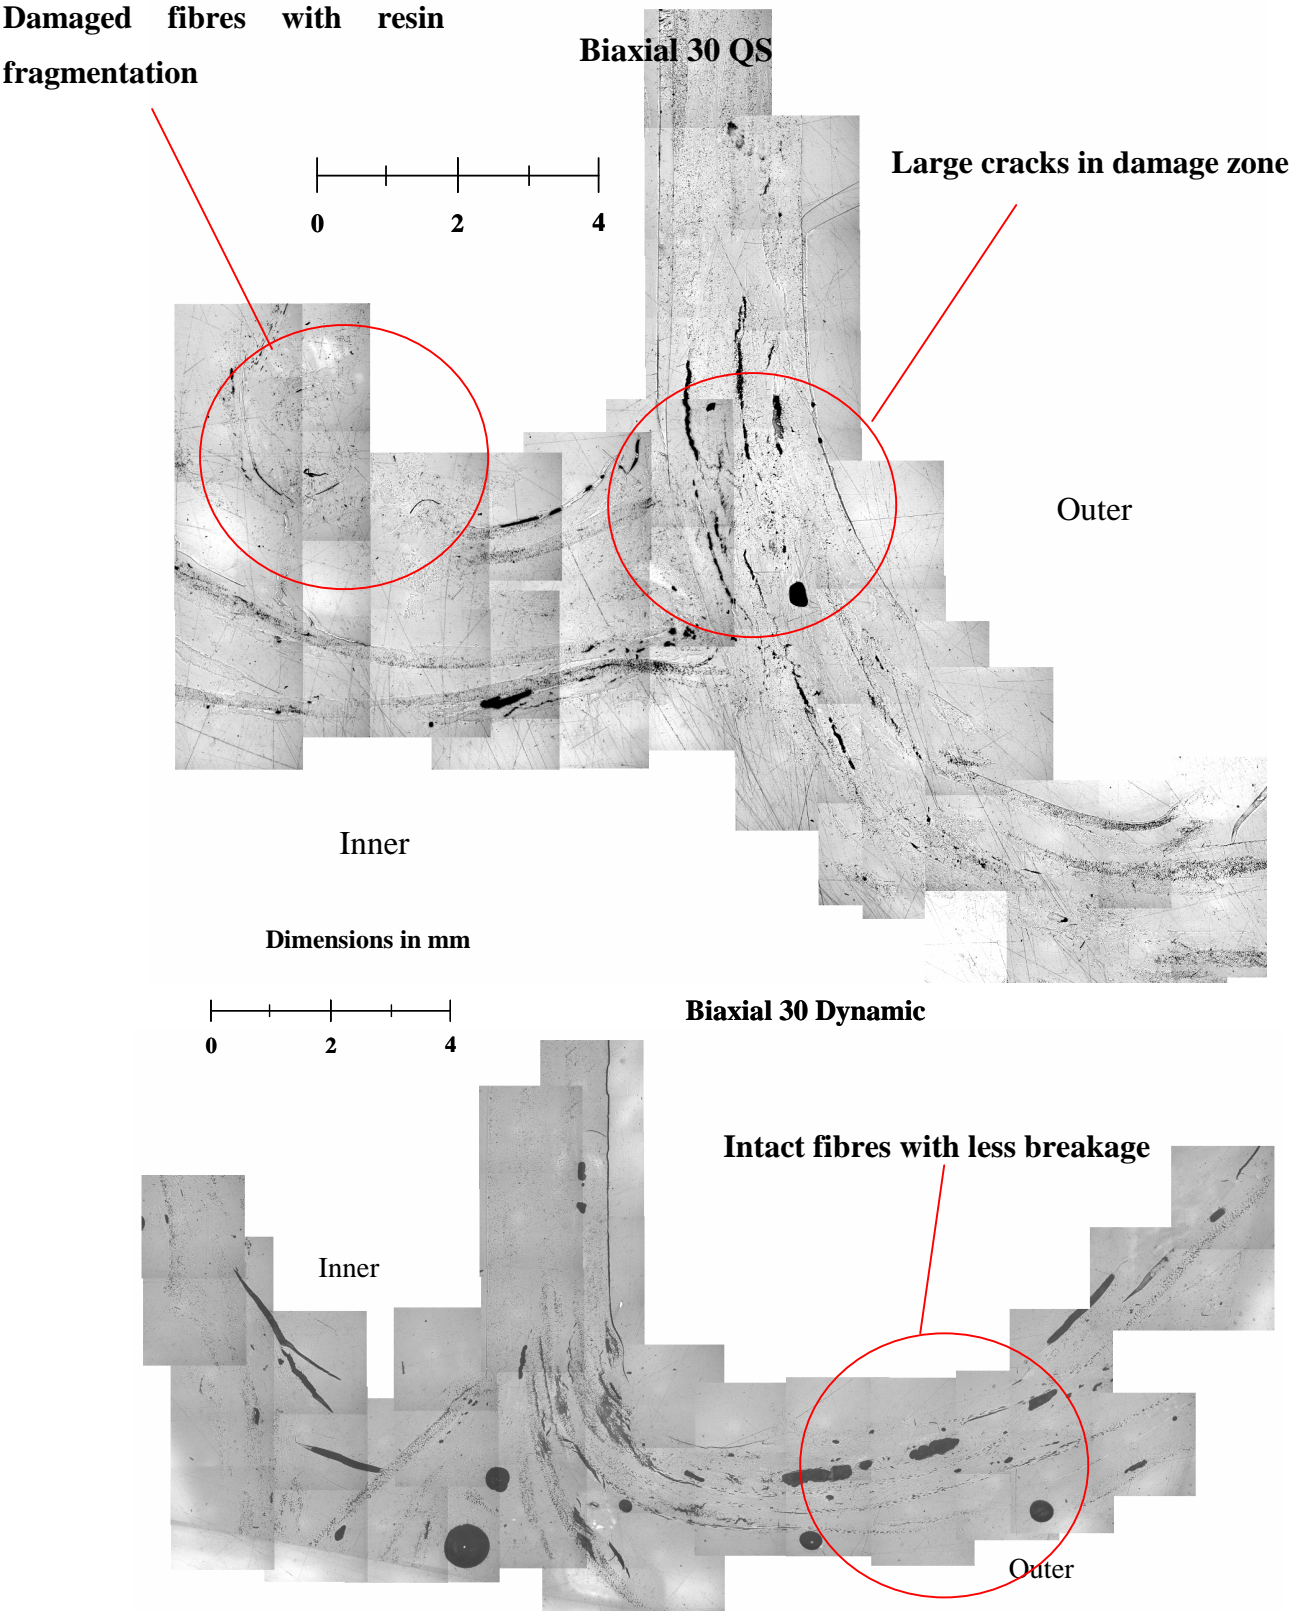 Damaged fibres with resin
fragmentation
Biaxial 30 QS
Large cracks in damage zone
0 2 4
Outer
Inner
Dimensions in mm
Biaxial 30 Dynamic
0 2 4
Intact fibres with less breakage
Inner
Outer